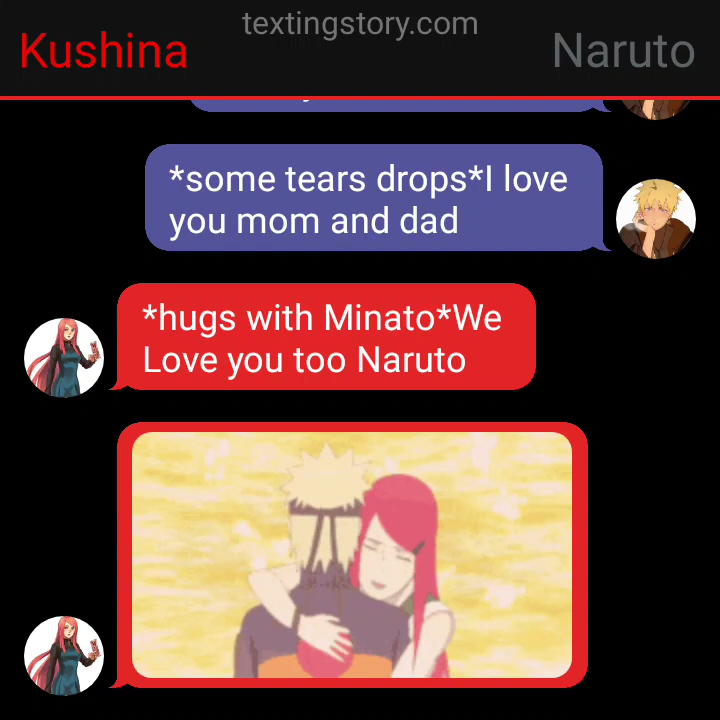 textingstory.com
Kushina
Naruto
*some tears drops*I love
you mom and dad
*hugs with Minato*We
Love you too Naruto